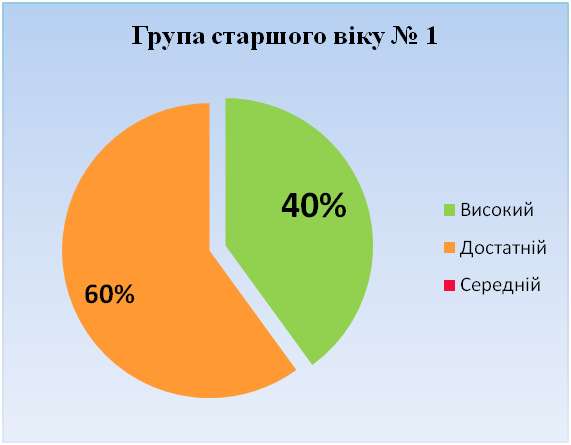 Група старшого віку № 1
40%
60%
Високий
Достатній
Середній